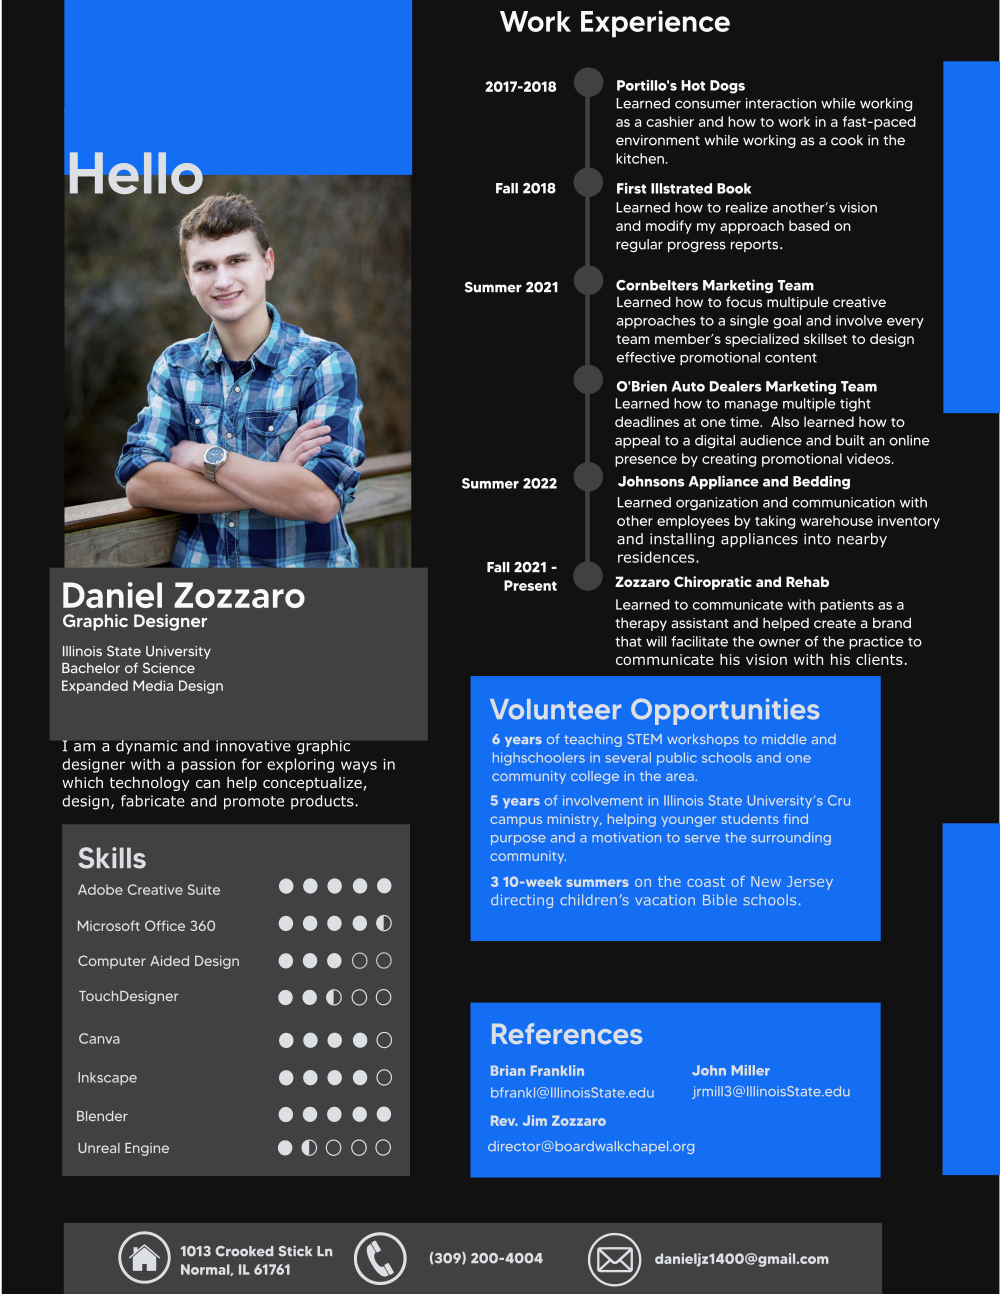 Hello
Daniel Zozzaro
Graphic Designer
Illinois State University
Bachelor of Science
Expanded Media Design
I am a dynamic and innovative graphic
designer with a passion for exploring ways in
which technology can help conceptualize,
design, fabricate and promote products.
Skills
Adobe Creative Suite
Microsoft Office 360
Computer Aided Design
TouchDesigner
Canva
Inkscape
Blender
Unreal Engine
Work Experience
2017-2018
Portillo's Hot Dogs
Learned consumer interaction while working
as a cashier and how to work in a fast-paced
environment while working as a cook in the
kitchen.
Fall 2018
First Illstrated Book
Learned how to realize another's vision
and modify my approach based on
regular progress reports.
Summer 2021
Cornbelters Marketing Team
Learned how to focus multipule creative
approaches to a single goal and involve every
team member's specialized skillset to design
effective promotional content
O'Brien Auto Dealers Marketing Team
Learned how to manage multiple tight
deadlines at one time. Also learned how to
appeal to a digital audience and built an online
presence by creating promotional videos.
Summer 2022
Johnsons Appliance and Bedding
Learned organization and communication with
other employees by taking warehouse inventory
and installing appliances into nearby
residences.
Fall 2021 -
Present
Zozzaro Chiropratic and Rehab
Learned to communicate with patients as a
therapy assistant and helped create a brand
that will facilitate the owner of the practice to
communicate his vision with his clients.
Volunteer Opportunities
6 years of teaching STEM workshops to middle and
highschoolers in several public schools and one
community college in the area.
5 years of involvement in Illinois State University's Cru
campus ministry, helping younger students find
purpose and a motivation to serve the surrounding
community.
3 10-week summers on the coast of New Jersey
directing children's vacation Bible schools.
References
Brian Franklin
bfrankl@IllinoisState.edu
John Miller
jrmill3@IllinoisState.edu
Rev. Jim Zozzaro
director@boardwalkchapel.org
1013 Crooked Stick Ln
Normal, IL 61761
(309) 200-4004
danieljz1400@gmail.com